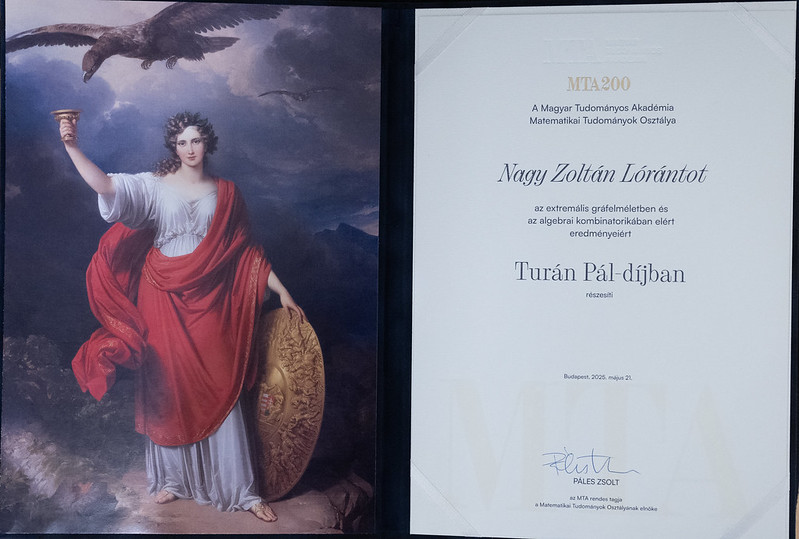 MTA200
A Magyar Tudományos Akadémia
Matematikai Tudományok Osztálya
Nagy Zoltán Lórántot
az extremális gráfelméletben és
az algebrai kombinatorikában elért
eredményeiért
Turán Pál-díjban
részesíti
Budapest, 2025. május 21.
MTA
PÁLES ZSOLT
az MTA rendes tagja
a Matematikai Tudományok Osztályának elnöke